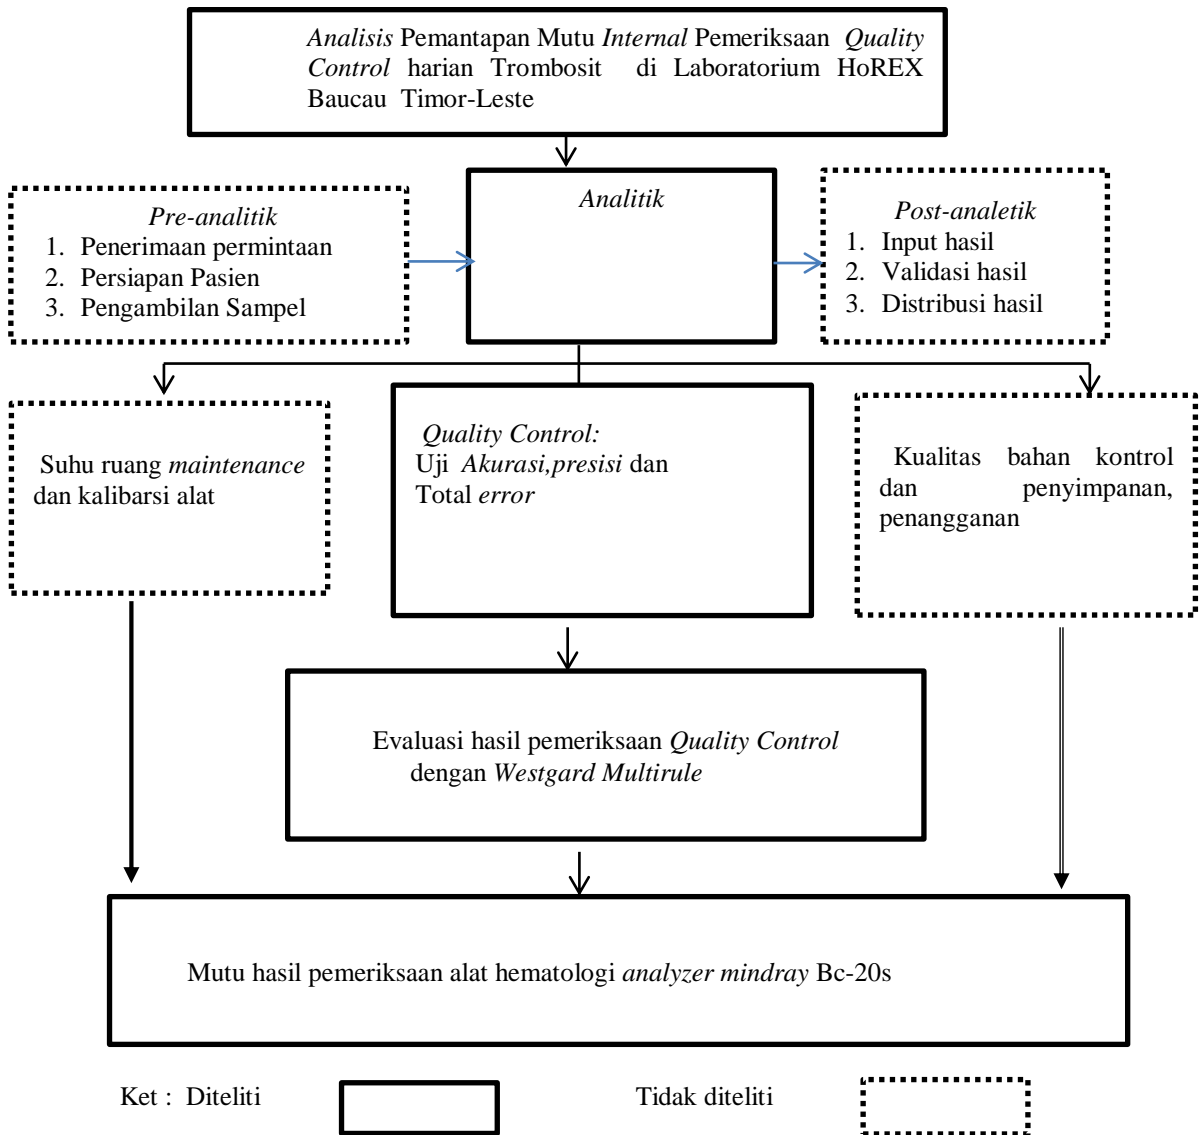 Analisis Pemantapan Mutu Internal Pemeriksaan Quality
Control harian Trombosit di Laboratorium HoREX
Baucau Timor-Leste
Pre-analitik
1. Penerimaan permintaan
2. Persiapan Pasien
3. Pengambilan Sampel
Analitik
Post-analetik
1. Input hasil
2. Validasi hasil
3. Distribusi hasil
Suhu ruang maintenance
dan kalibarsi alat
Quality Control:
Uji Akurasi,presisi dan
Total error
Kualitas bahan kontrol
dan penyimpanan,
penangganan
Evaluasi hasil pemeriksaan Quality Control
dengan Westgard Multirule
Mutu hasil pemeriksaan alat hematologi analyzer mindray Bc-20s
Ket : Diteliti Tidak diteliti